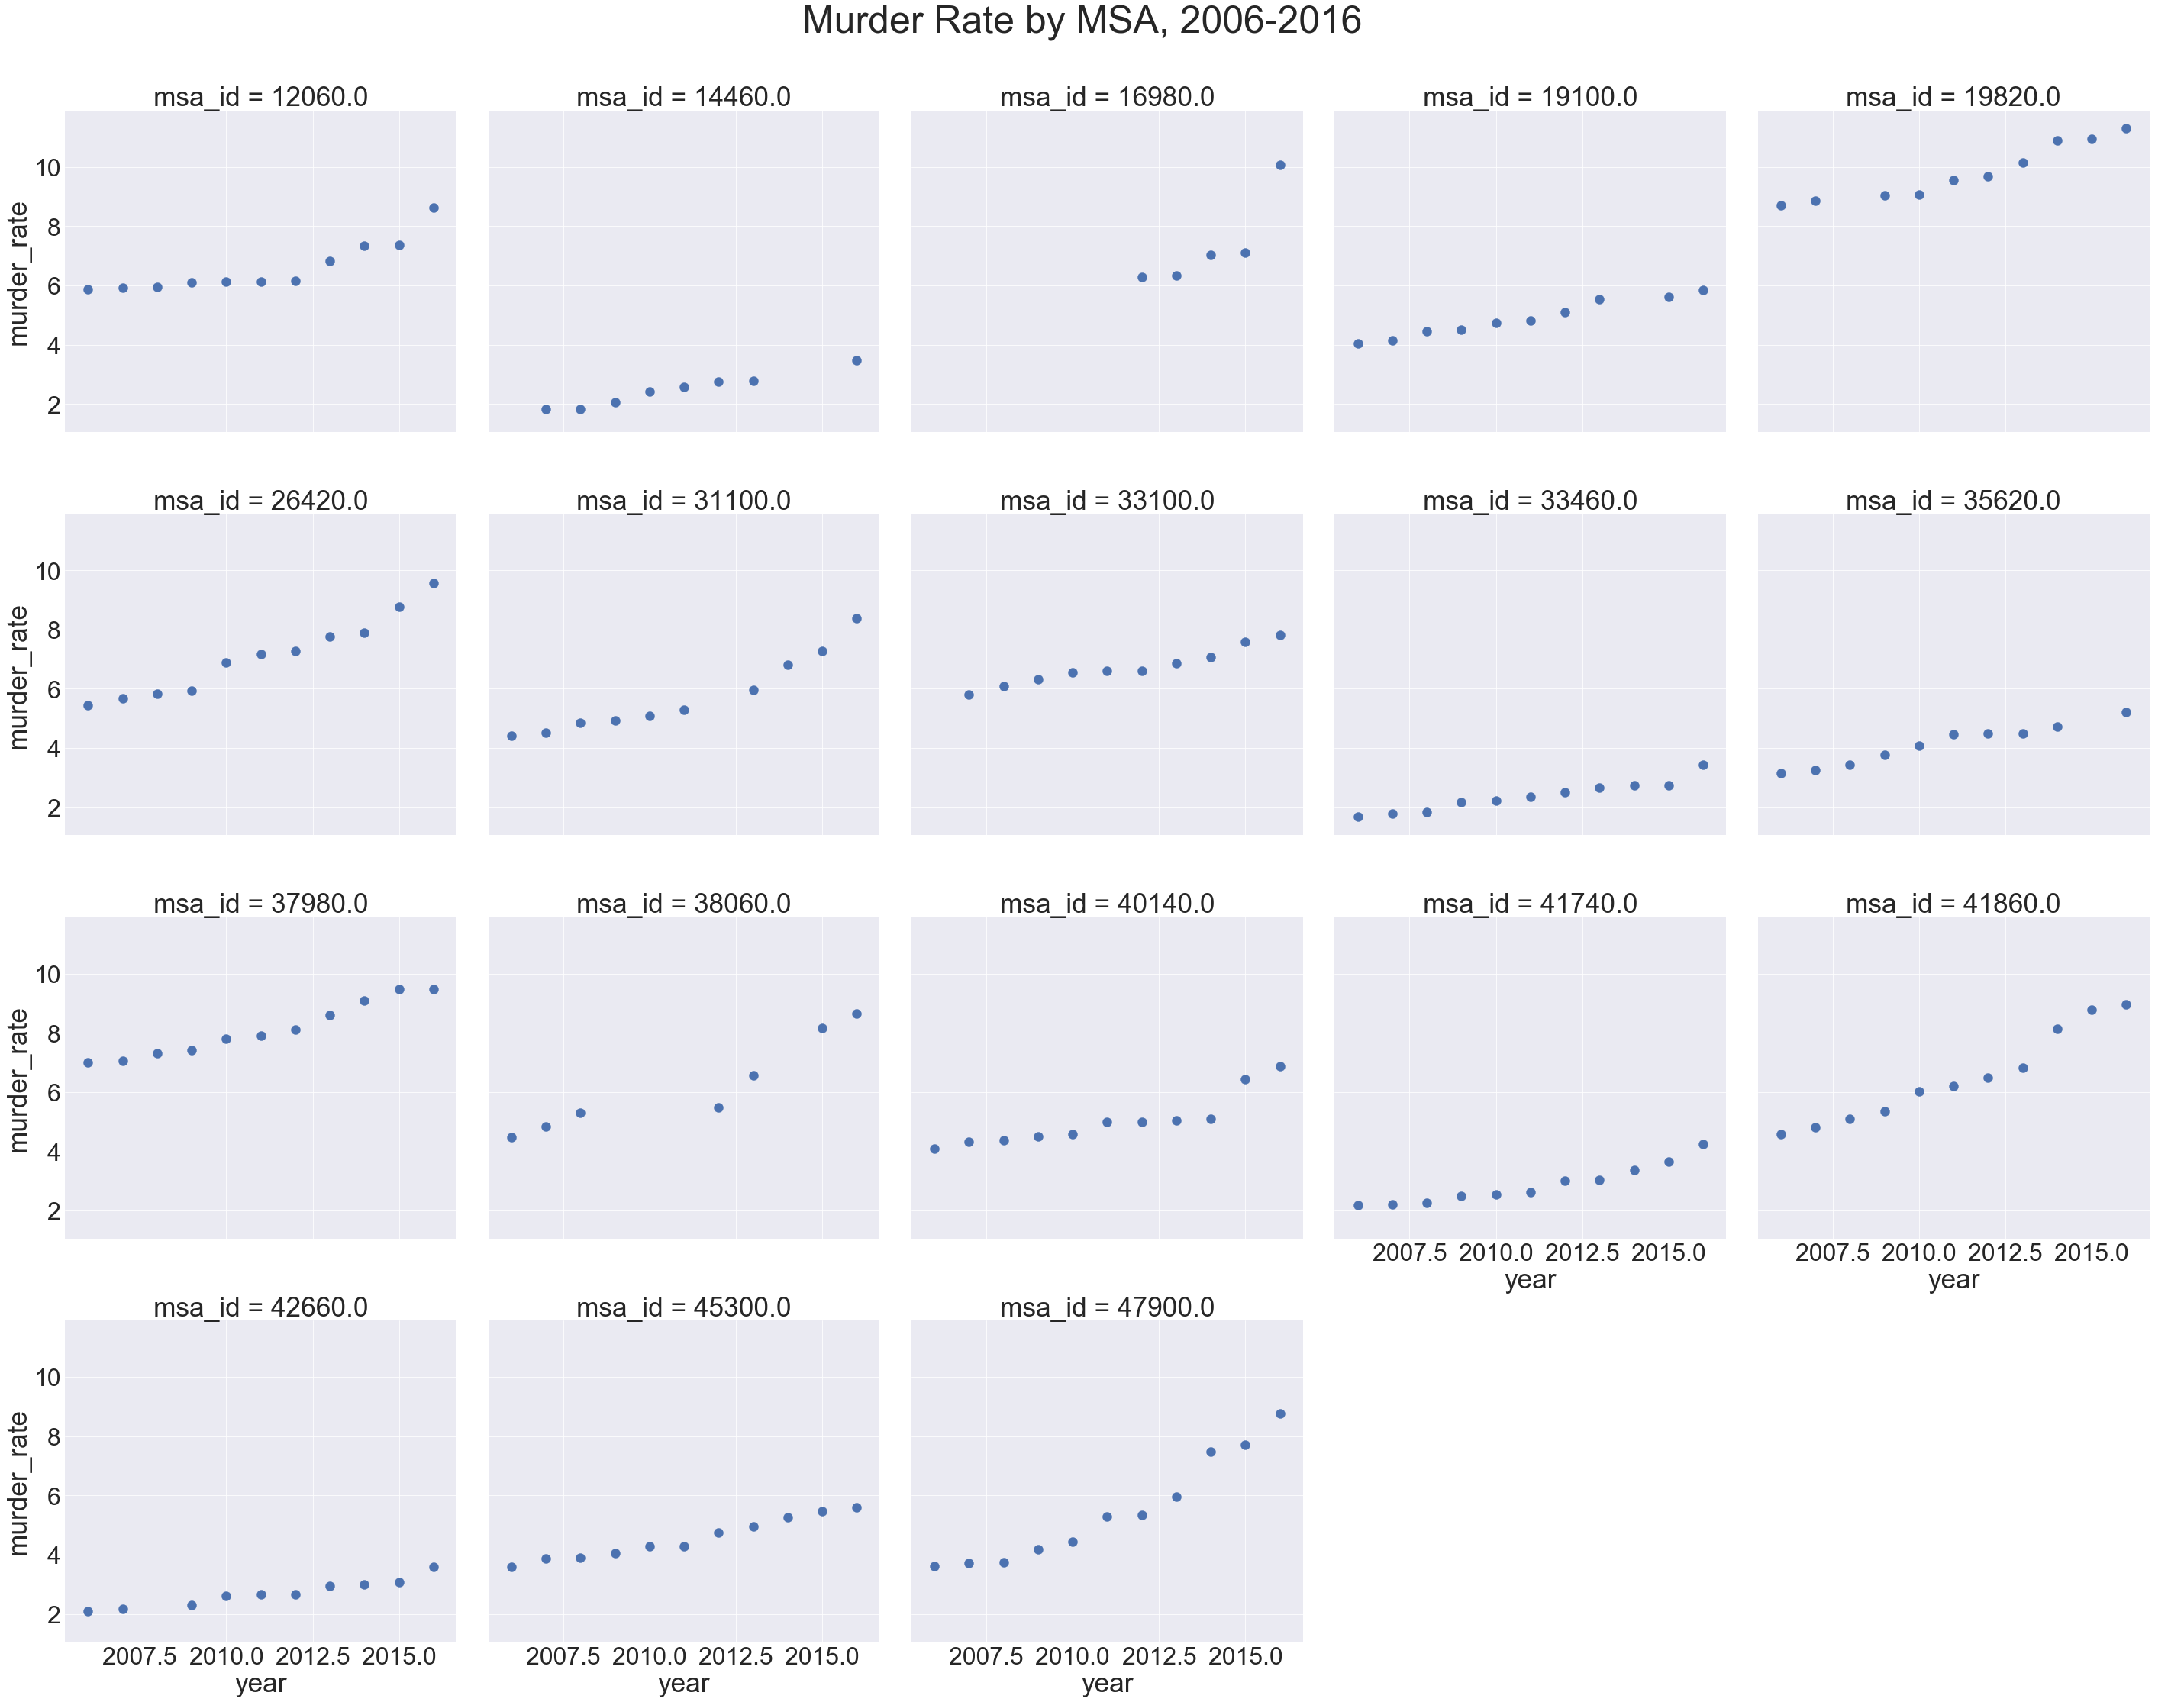 Murder Rate by MSA, 2006-2016
msa_id = 12060.0
msa_id = 14460.0
msa_id = 16980.0
msa_id = 19100.0
msa_id = 19820.0
murder_rate
10
8
6
4
2
msa_id = 26420.0
msa_id = 31100.0
msa_id = 33100.0
msa_id = 33460.0
msa_id = 35620.0
murder_rate
10
8
6
4
2
msa_id = 37980.0
msa_id = 38060.0
msa_id = 40140.0
msa_id = 41740.0
msa_id = 41860.0
murder_rate
10
8
6
4
2
2007.5 2010.0 2012.5 2015.0
year
2007.5 2010.0 2012.5 2015.0
year
msa_id = 42660.0
msa_id = 45300.0
msa_id = 47900.0
murder_rate
10
8
6
4
2
2007.5 2010.0 2012.5 2015.0
year
2007.5 2010.0 2012.5 2015.0
year
2007.5 2010.0 2012.5 2015.0
year